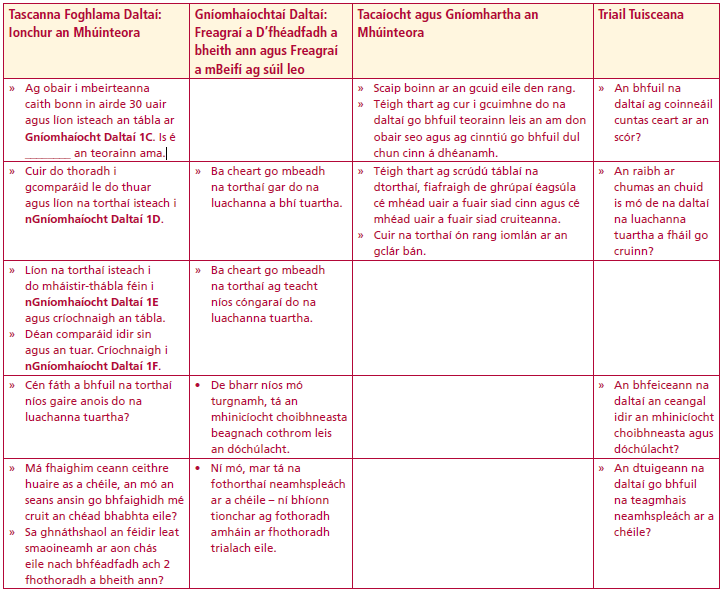 Tascanna Foghlama Daltaí:
Ionchur an Mhúinteora
Gníomhaíochtaí Daltaí:
Freagraí a D'fhéadfadh a
bheith ann agus Freagraí
a mBeifí ag súil leo
Tacaíocht agus Gníomhartha an
Mhúinteora
Triail Tuisceana
» Ag obair i mbeirteanna
caith bonn in airde 30 uair
agus líon isteach an tábla ar
Gníomhaíocht Daltaí 1C. Is é
________ an teorainn ama.
» Scaip boinn ar an gcuid eile den rang.
» Téigh thart ag cur i gcuimhne do na
daltaí go bhfuil teorainn leis an am don
obair seo agus ag cinntiú go bhfuil dul
chun cinn á dhéanamh.
» An bhfuil na
daltaí ag coinneáil
cuntas ceart ar an
scór?
» Cuir do thoradh i
gcomparáid le do thuar
agus líon na torthaí isteach i
nGníomhaíocht Daltaí 1D.
» Ba cheart go mbeadh
na torthaí gar do na
luachanna a bhí tuartha.
» Téigh thart ag scrúdú táblaí na
dtorthaí, fiafraigh de ghrúpaí éagsúla
cé mhéad uair a fuair siad cinn agus cé
mhéad uair a fuair siad cruiteanna.
» Cuir na torthaí ón rang iomlán ar an
gclár bán.
» An raibh ar
chumas an chuid
is mó de na daltaí
na luachanna
tuartha a fháil go
cruinn?
» Líon na torthaí isteach i
do mháistir-thábla féin i
nGníomhaíocht Daltaí 1E
agus críochnaigh an tábla.
» Déan comparáid idir sin
agus an tuar. Críochnaigh i
nGníomhaíocht Daltaí 1F.
» Ba cheart go mbeadh
na torthaí ag teacht
níos cóngaraí do na
luachanna tuartha.
» Cén fáth a bhfuil na torthaí
níos gaire anois do na
luachanna tuartha?
• De bharr níos mó
turgnamh, tá an
mhinicíocht choibhneasta
beagnach cothrom leis
an dóchúlacht.
» An bhfeiceann na
daltaí an ceangal
idir an mhinicíocht
choibhneasta agus
dóchúlacht?
» Má fhaighim ceann ceithre
huaire as a chéile, an mó an
seans ansin go bhfaighidh mé
cruit an chéad bhabhta eile?
» Sa ghnáthshaol an féidir leat
smaoineamh ar aon chás
eile nach bhféadfadh ach 2
fhothoradh a bheith ann?
• Ní mó, mar tá na
fothorthaí neamhspleách
ar a chéile – ní bhíonn
tionchar ag fothoradh
amháin ar fhothoradh
trialach eile.
» An dtuigeann na
daltaí go bhfuil
na teagmhais
neamhspleách ar a
chéile?